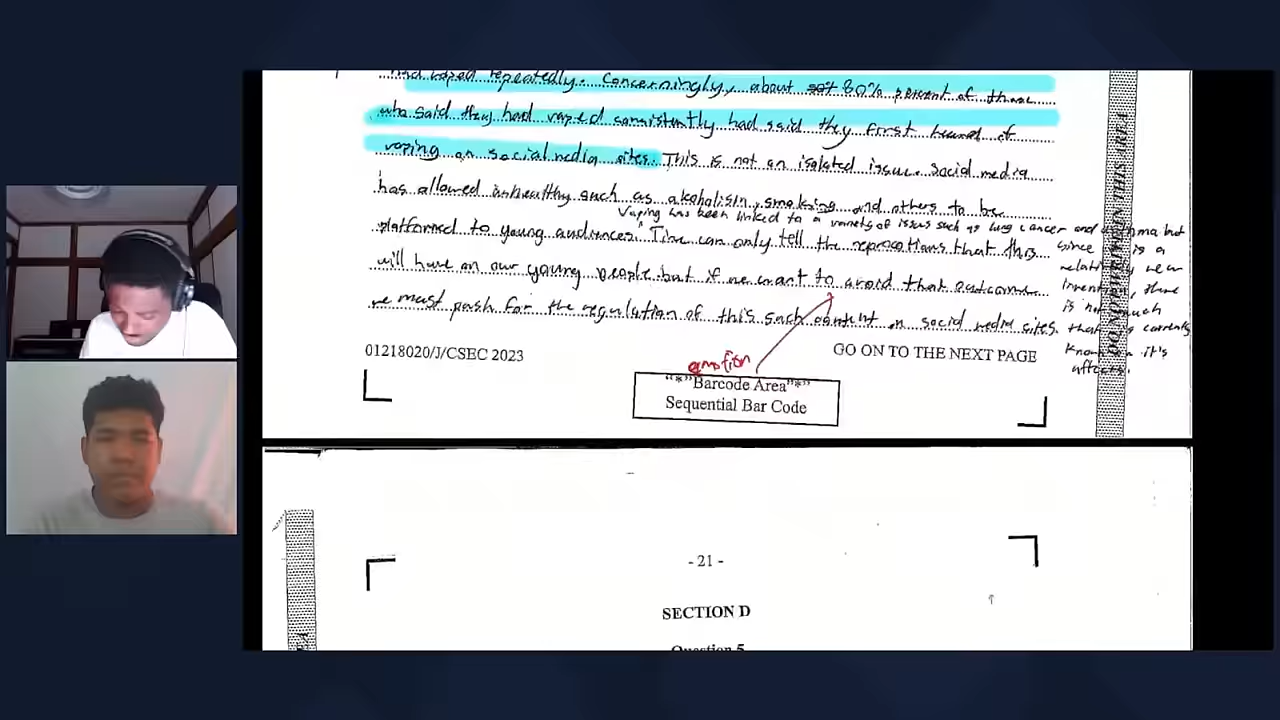 had vaped repeatedly. Concerningly, about 80% percent of those
who said they had vaped consistently had said they first heard of
vaping on social media sites. This is not an isolated issue. Social media
has allowed unhealthy such as alcoholism, smoking and others to be
Vaping has been linked to a variety of issues such as lung cancer and asthma but
platformed to young audiences. Time can only tell the
that this
since is a
will have on our young people but if we want to avoid that outcome
new
we must push for the regulation of this such content on social media sites.
there
is not much
that is currently
known on it's
affects.
01218020/J/CSEC 2023
GO ON TO THE NEXT PAGE
emotion
"*"Barcode Area"*"
Sequential Bar Code
- 21 -
SECTION D
Question 5